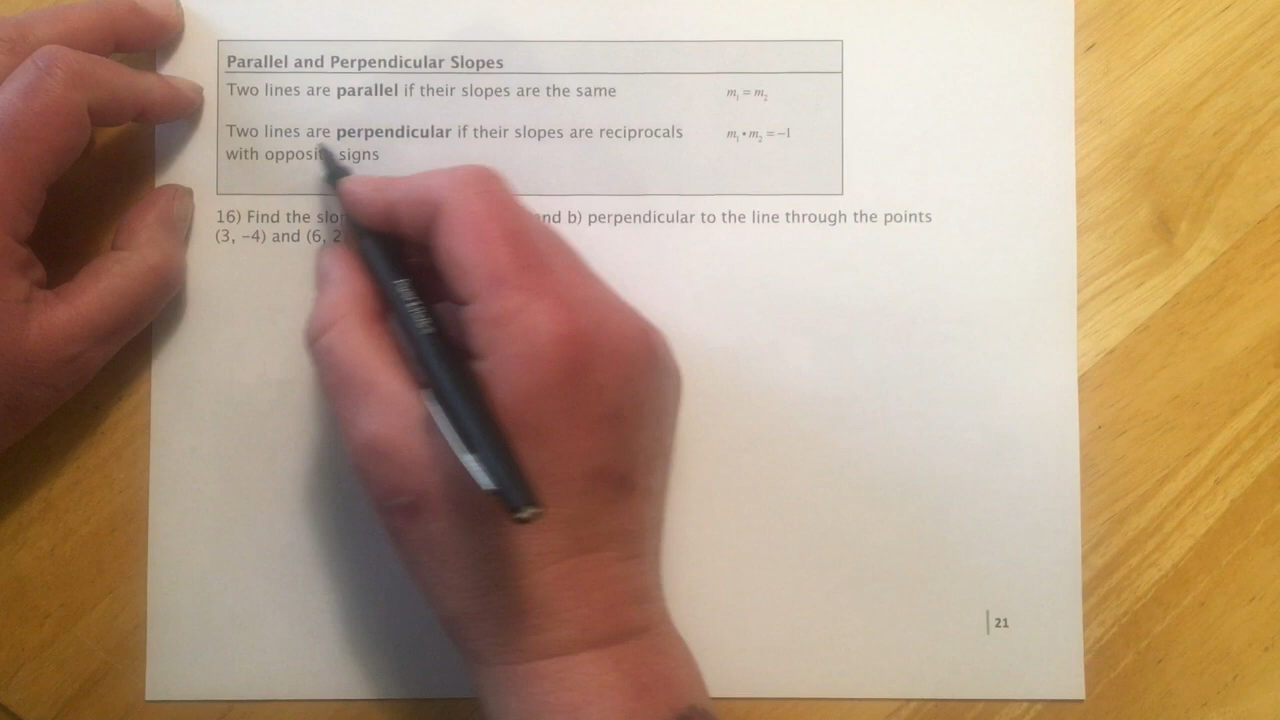 Parallel and Perpendicular Slopes
Two lines are parallel if their slopes are the same m₁ = m₂
Two lines are perpendicular if their slopes are reciprocals m₁ • m₂ = −1
with opposit signs
16) Find the slop nd b) perpendicular to the line through the points
(3, −4) and (6, 2
21